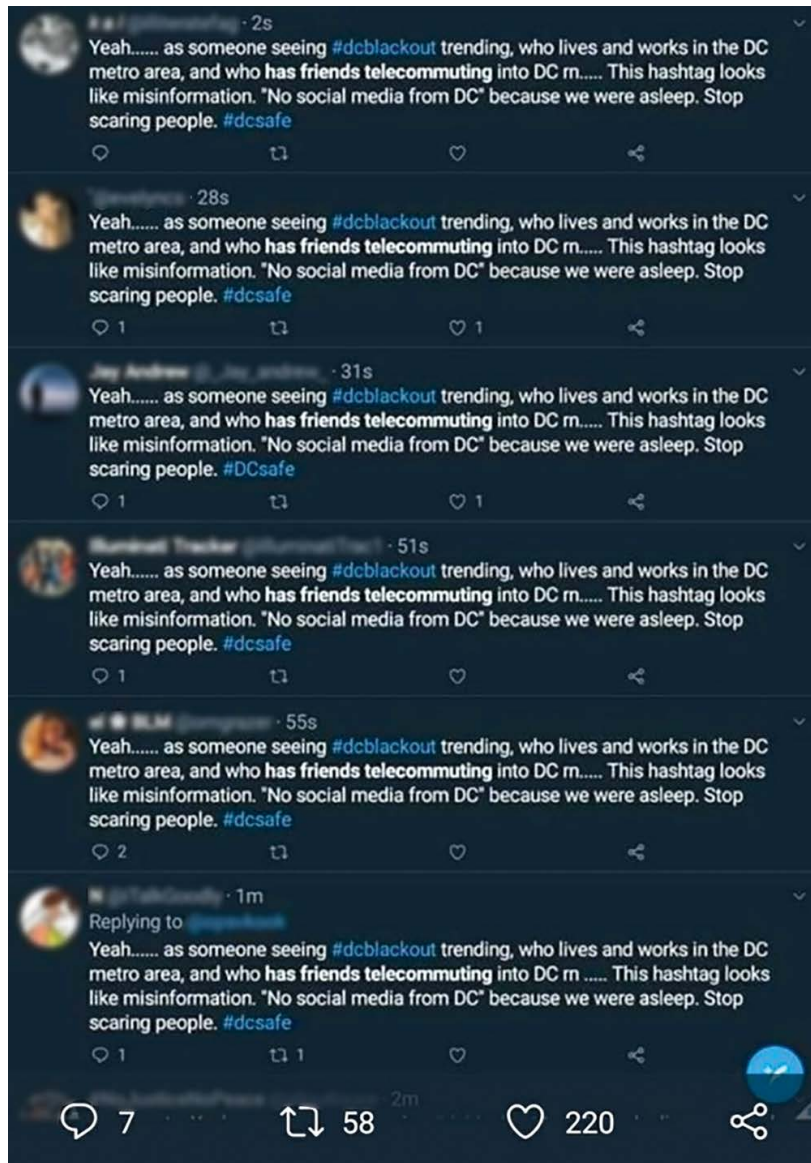 · 2s
Yeah...... as someone seeing #dcblackout trending, who lives and works in the DC
metro area, and who has friends telecommuting into DC rn..... This hashtag looks
like misinformation. "No social media from DC" because we were asleep. Stop
scaring people. #dcsafe
· 28s
Yeah...... as someone seeing #dcblackout trending, who lives and works in the DC
metro area, and who has friends telecommuting into DC rn..... This hashtag looks
like misinformation. "No social media from DC" because we were asleep. Stop
scaring people. #dcsafe
1 1
Jay Andrew · 31s
Yeah...... as someone seeing #dcblackout trending, who lives and works in the DC
metro area, and who has friends telecommuting into DC rn..... This hashtag looks
like misinformation. "No social media from DC" because we were asleep. Stop
scaring people. #DCsafe
1 1
· 51s
Yeah...... as someone seeing #dcblackout trending, who lives and works in the DC
metro area, and who has friends telecommuting into DC rn..... This hashtag looks
like misinformation. "No social media from DC" because we were asleep. Stop
scaring people. #dcsafe
1
· 55s
Yeah...... as someone seeing #dcblackout trending, who lives and works in the DC
metro area, and who has friends telecommuting into DC rn..... This hashtag looks
like misinformation. "No social media from DC" because we were asleep. Stop
scaring people. #dcsafe
2
· 1m
Replying to
Yeah...... as someone seeing #dcblackout trending, who lives and works in the DC
metro area, and who has friends telecommuting into DC rn ..... This hashtag looks
like misinformation. "No social media from DC" because we were asleep. Stop
scaring people. #dcsafe
1 1
2m
7 58 220